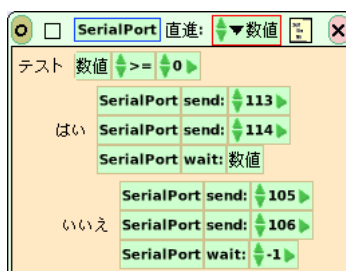 SerialPort 直進: 数値
テスト 数値 >= 0
SerialPort send: 113
はい SerialPort send: 114
SerialPort wait: 数値
SerialPort send: 105
いいえ SerialPort send: 106
SerialPort wait: -1